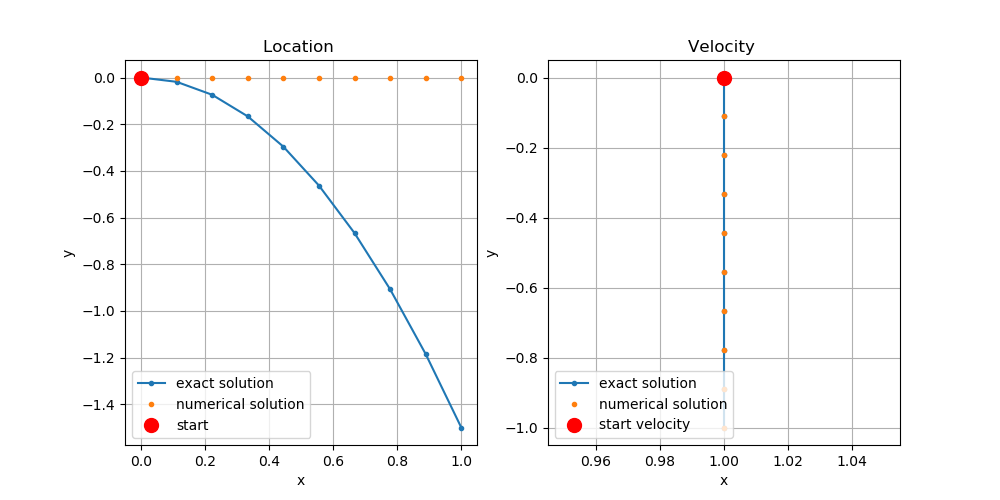 Location
0.0
−0.2
−0.4
−0.6
−0.8
−1.0
−1.2
−1.4
y
exact solution
numerical solution
start
0.0 0.2 0.4 0.6 0.8 1.0
x
Velocity
0.0
−0.2
−0.4
−0.6
−0.8
−1.0
y
exact solution
numerical solution
start velocity
0.96 0.98 1.00 1.02 1.04
x